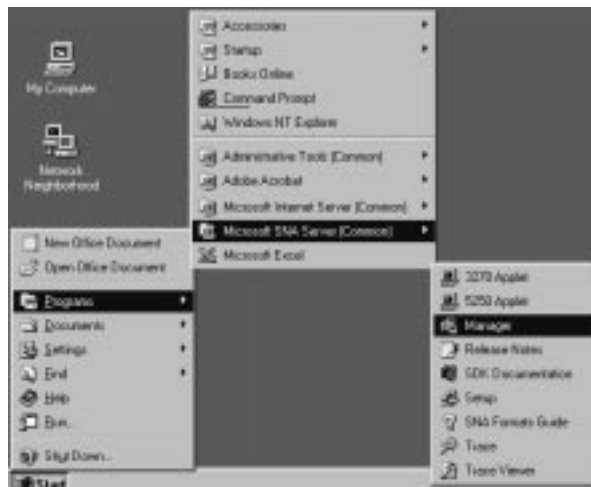 My Computer
Network
Neighborhood
New Office Document
Open Office Document
Programs
Documents
Settings
Find
Help
Run...
Shut Down...
Start
Accessories
Startup
Books Online
Command Prompt
Windows NT Explorer
Administrative Tools (Common)
Adobe Acrobat
Microsoft Internet Server (Common)
Microsoft SNA Server (Common)
Microsoft Excel
3270 Applet
5250 Applet
Manager
Release Notes
SDK Documentation
Setup
SNA Formats Guide
Trace
Trace Viewer